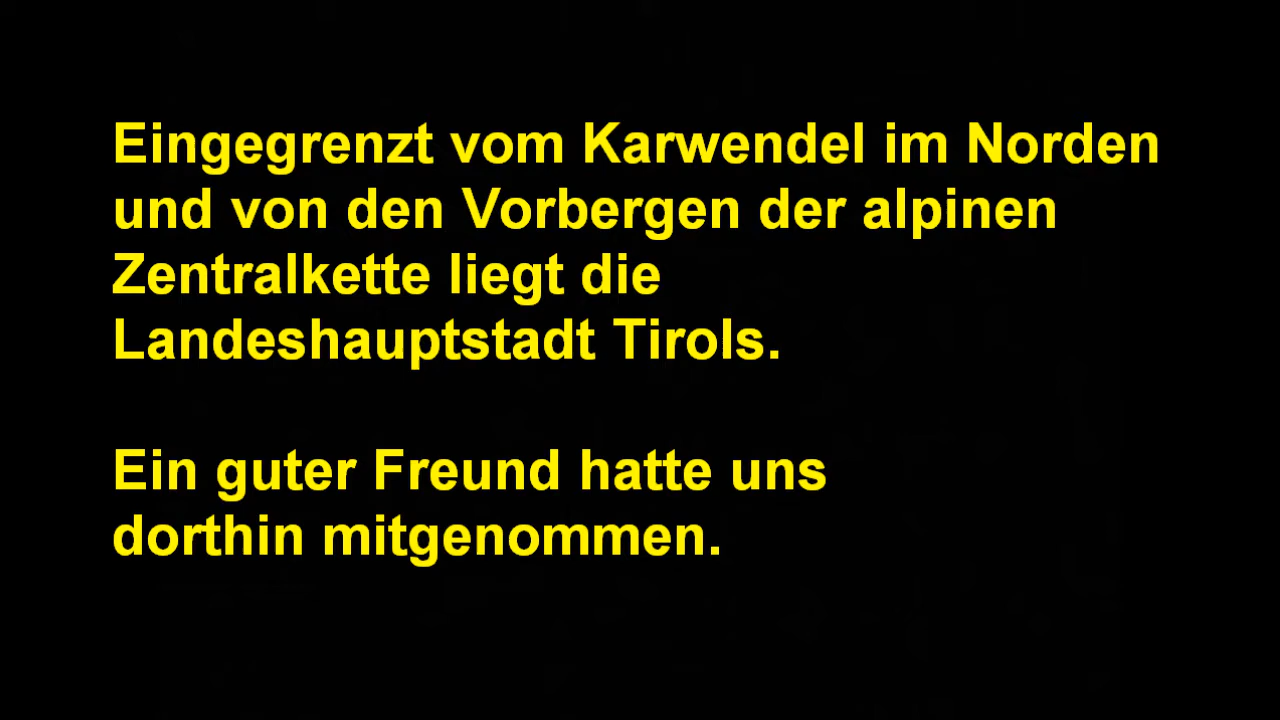 Eingegrenzt vom Karwendel im Norden
und von den Vorbergen der alpinen
Zentralkette liegt die
Landeshauptstadt Tirols.
Ein guter Freund hatte uns
dorthin mitgenommen.